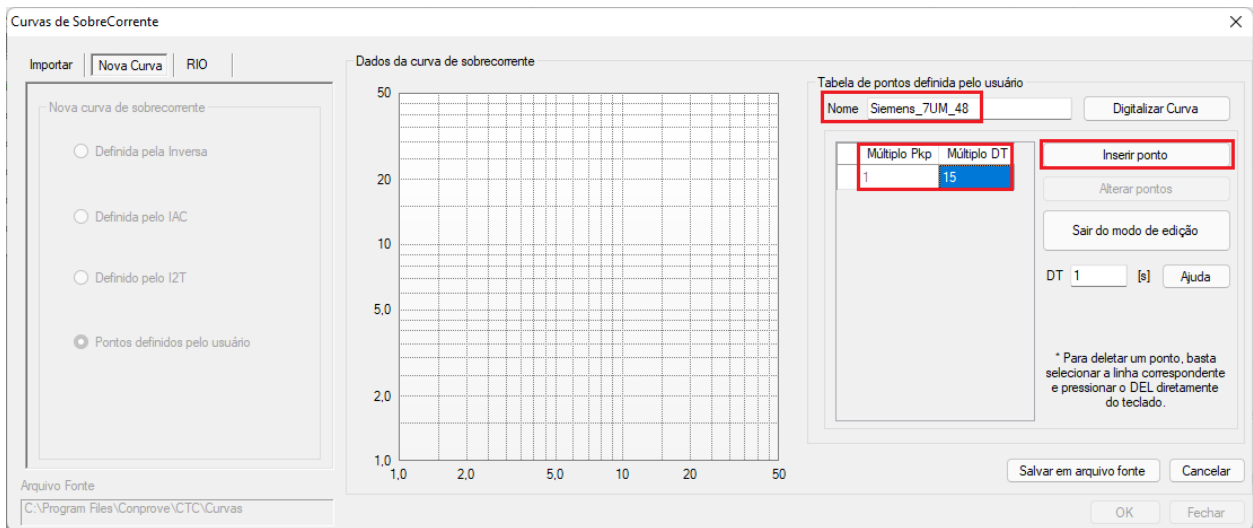 Curvas de SobreCorrente
Importar
Nova Curva
RIO
Nova curva de sobrecorrente
Definida pela Inversa
Definida pelo IAC
Definido pelo I2T
Pontos definidos pelo usuário
Arquivo Fonte
C:\Program Files\Conprove\CTC\Curvas
Dados da curva de sobrecorrente
50
20
10
5,0
2,0
1,0
1,0 2,0 5,0 10 20 50
Tabela de pontos definida pelo usuário
Nome Siemens_7UM_48
Digitalizar Curva
Múltiplo Pkp Múltiplo DT
1 15
Inserir ponto
Alterar pontos
Sair do modo de edição
DT 1 [s] Ajuda
* Para deletar um ponto, basta
selecionar a linha correspondente
e pressionar o DEL diretamente
do teclado.
Salvar em arquivo fonte
Cancelar
OK
Fechar